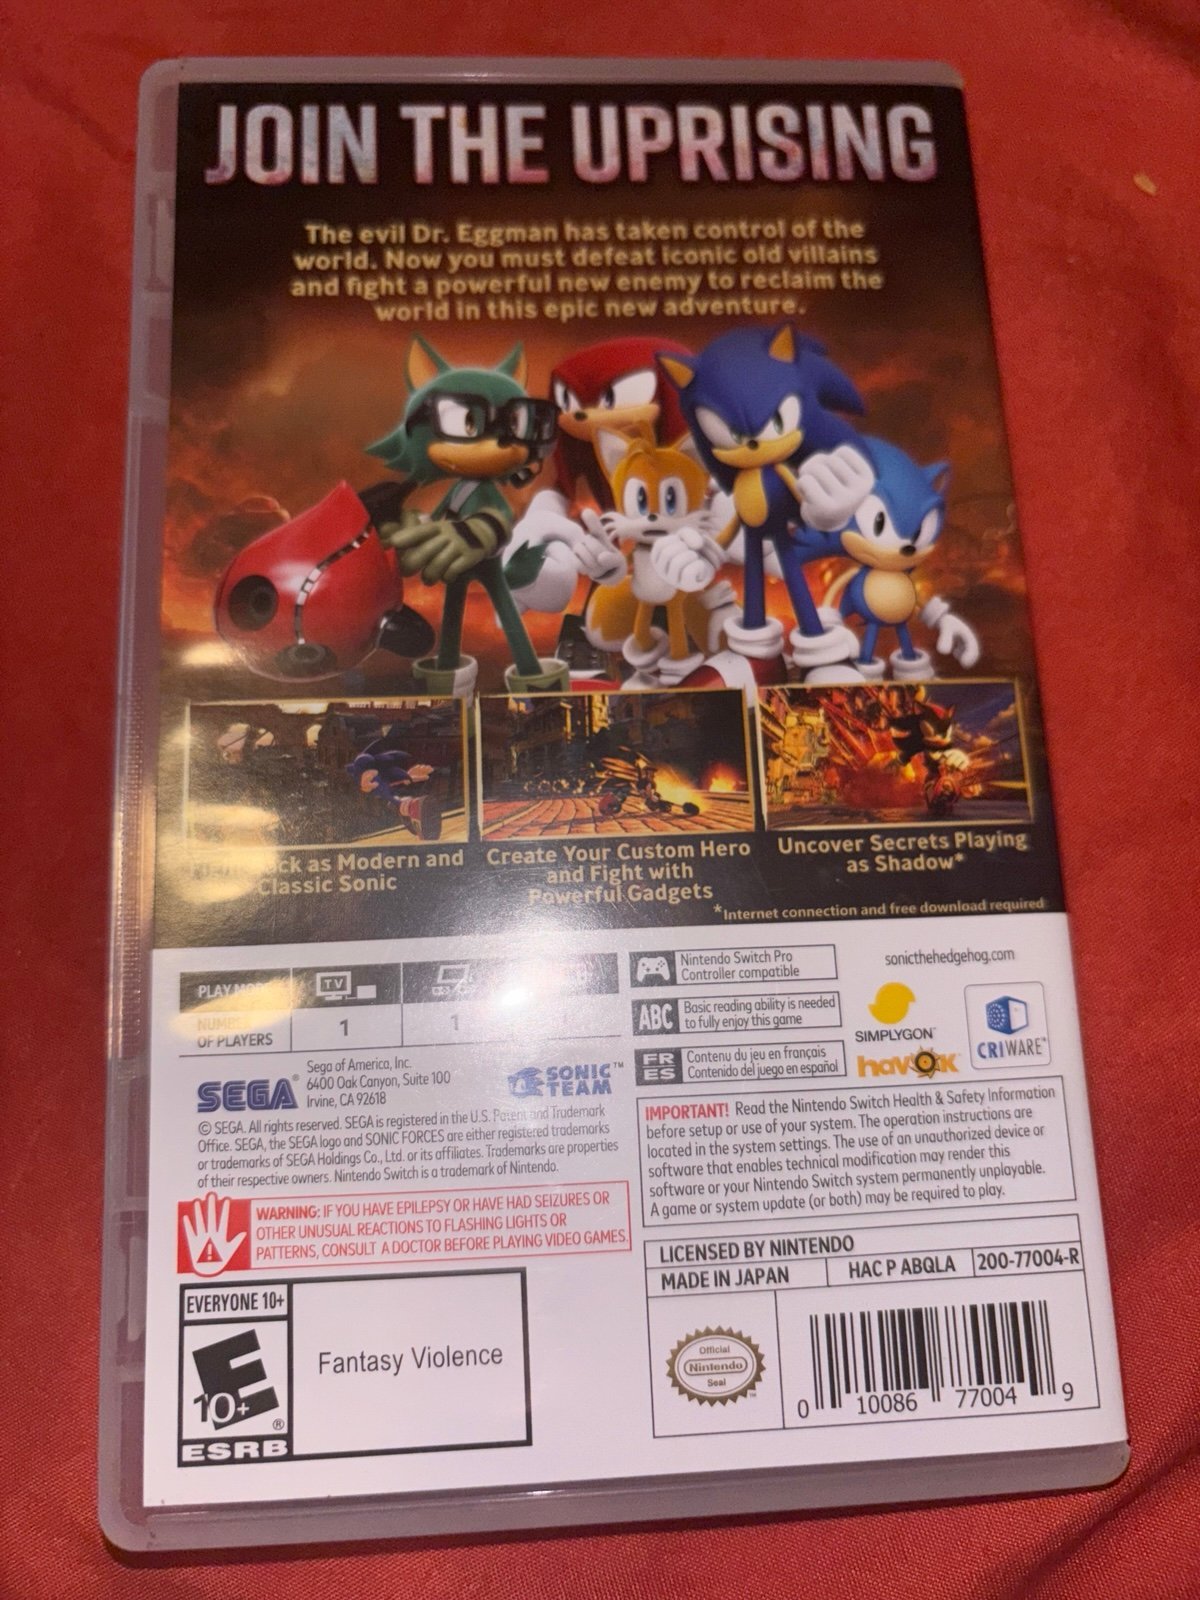 JOIN THE UPRISING
The evil Dr. Eggman has taken control of the
world. Now you must defeat iconic old villains
and fight a powerful new enemy to reclaim the
world in this epic new adventure.
as Modern and
Classic Sonic
Create Your Custom Hero
and Fight with
Powerful Gadgets
Uncover Secrets Playing
as Shadow*
*Internet connection and free download required
PLAY
TV
NUMBER
OF PLAYERS
1
1
Nintendo Switch Pro
Controller compatible
ABC
Basic reading ability is needed
to fully enjoy this game
FR
ES
Contenu du jeu en français
Contenido del juego en español
sonicthehedgehog.com
SIMPLYGON™
havok™
CRIWARE™
SEGA®
Sega of America, Inc.
6400 Oak Canyon, Suite 100
Irvine, CA 92618
SONIC
TEAM™
© SEGA. All rights reserved. SEGA is registered in the U.S. Patent and Trademark
Office. SEGA, the SEGA logo and SONIC FORCES are either registered trademarks
or trademarks of SEGA Holdings Co., Ltd. or its affiliates. Trademarks are properties
of their respective owners. Nintendo Switch is a trademark of Nintendo.
WARNING: IF YOU HAVE EPILEPSY OR HAVE HAD SEIZURES OR
OTHER UNUSUAL REACTIONS TO FLASHING LIGHTS OR
PATTERNS, CONSULT A DOCTOR BEFORE PLAYING VIDEO GAMES.
IMPORTANT! Read the Nintendo Switch Health & Safety Information
before setup or use of your system. The operation instructions are
located in the system settings. The use of an unauthorized device or
software that enables technical modification may render this
software or your Nintendo Switch system permanently unplayable.
A game or system update (or both) may be required to play.
EVERYONE 10+
E
10+
®
ESRB
Fantasy Violence
LICENSED BY NINTENDO
MADE IN JAPAN
HAC P ABQLA
200-77004-R
Official
Nintendo
Seal
™
0 10086 77004 9